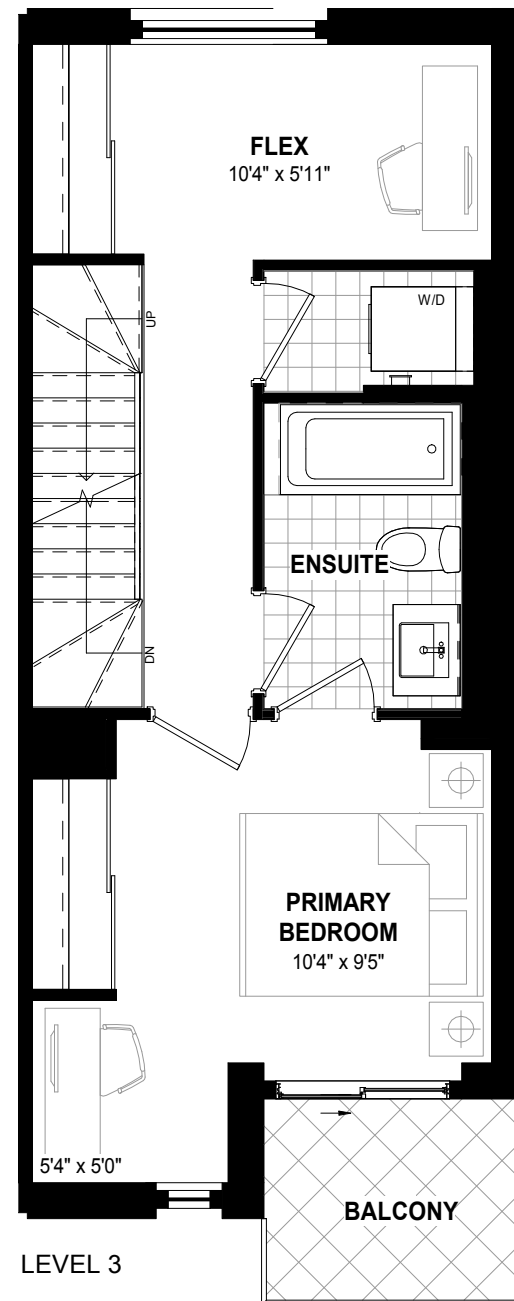 FLEX
10'4" x 5'11"
W/D
UP
ENSUITE
DN
PRIMARY
BEDROOM
10'4" x 9'5"
5'4" x 5'0"
BALCONY
LEVEL 3